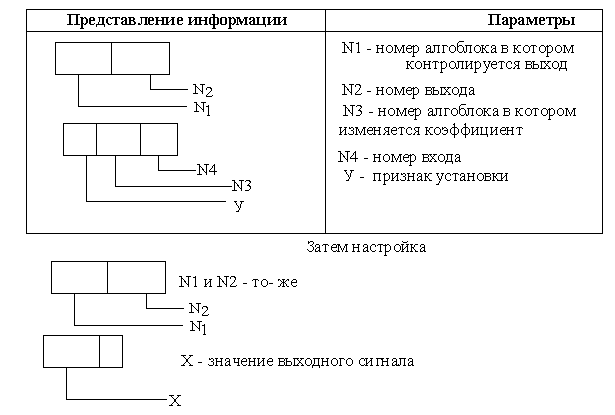 Представление информации
Параметры
N2
N1
N1 - номер алгоблока в котором
контролируется выход
N2 - номер выхода
N3 - номер алгоблока в котором
изменяется коэффициент
N4
N3
У
N4 - номер входа
У - признак установки
Затем настройка
N1 и N2 - то- же
N2
N1
Х - значение выходного сигнала
Х